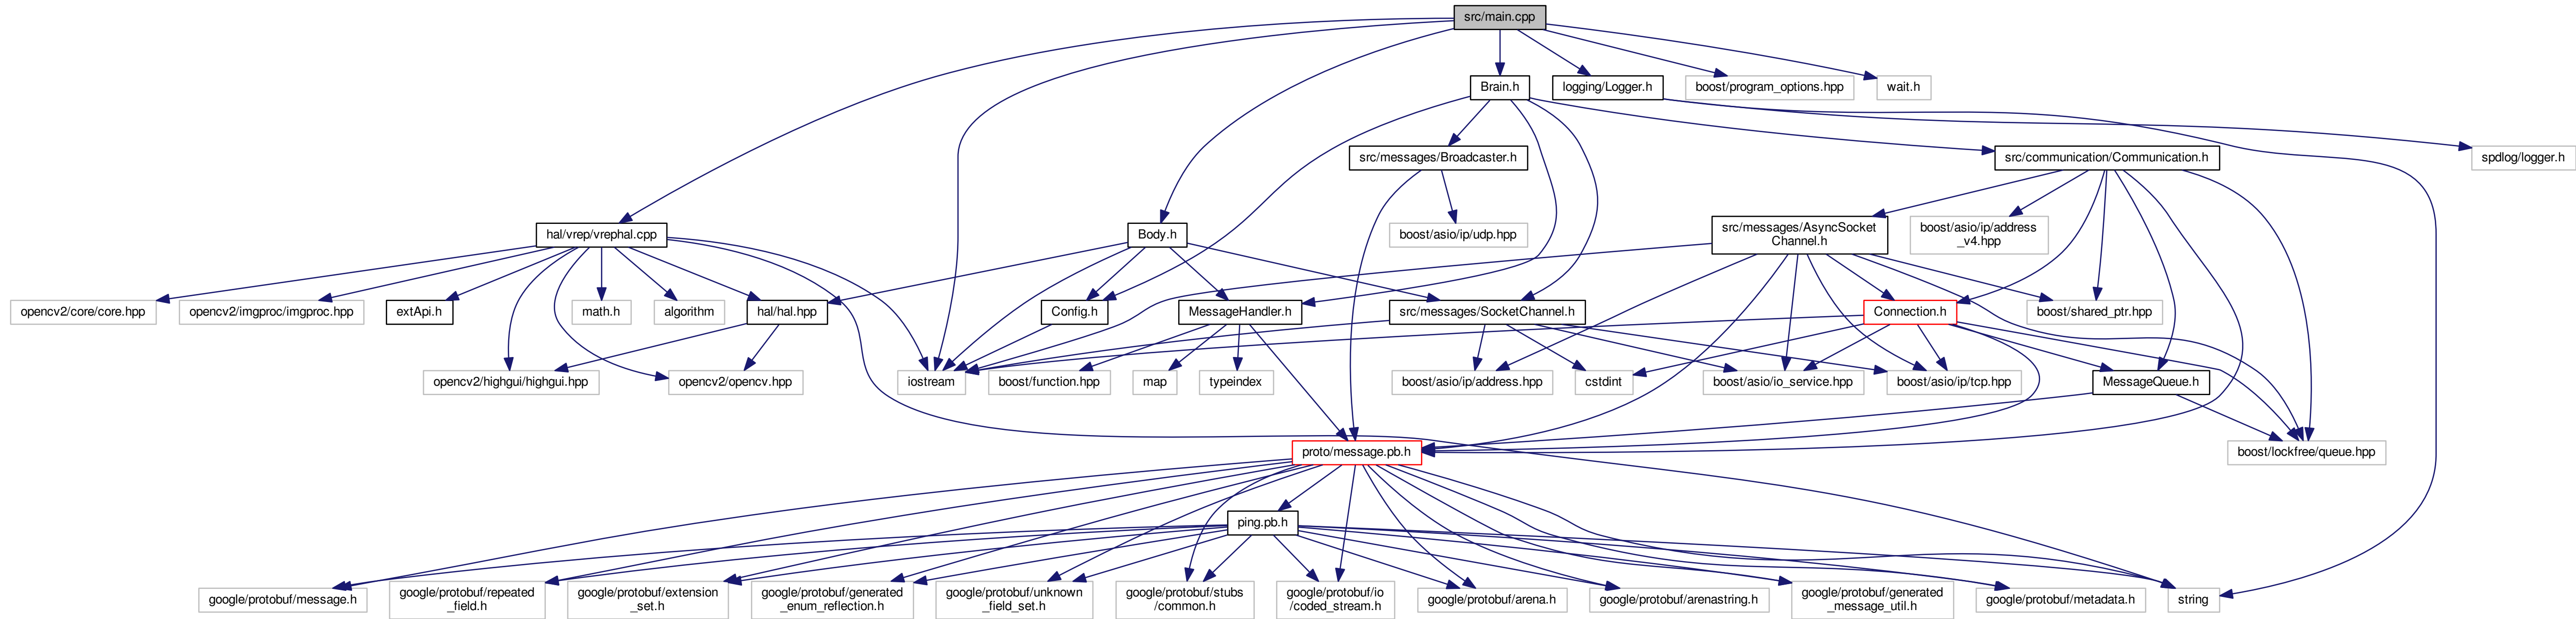 src/main.cpp
Brain.h
logging/Logger.h
boost/program_options.hpp
wait.h
src/messages/Broadcaster.h
src/communication/Communication.h
spdlog/logger.h
hal/vrep/vrephal.cpp
Body.h
boost/asio/ip/udp.hpp
src/messages/AsyncSocket
Channel.h
boost/asio/ip/address
_v4.hpp
opencv2/core/core.hpp
opencv2/imgproc/imgproc.hpp
extApi.h
math.h
algorithm
hal/hal.hpp
Config.h
MessageHandler.h
src/messages/SocketChannel.h
Connection.h
boost/shared_ptr.hpp
opencv2/highgui/highgui.hpp
opencv2/opencv.hpp
iostream
boost/function.hpp
map
typeindex
boost/asio/ip/address.hpp
cstdint
boost/asio/io_service.hpp
boost/asio/ip/tcp.hpp
MessageQueue.h
proto/message.pb.h
boost/lockfree/queue.hpp
ping.pb.h
google/protobuf/message.h
google/protobuf/repeated
_field.h
google/protobuf/extension
_set.h
google/protobuf/generated
_enum_reflection.h
google/protobuf/unknown
_field_set.h
google/protobuf/stubs
/common.h
google/protobuf/io
/coded_stream.h
google/protobuf/arena.h
google/protobuf/arenastring.h
google/protobuf/generated
_message_util.h
google/protobuf/metadata.h
string